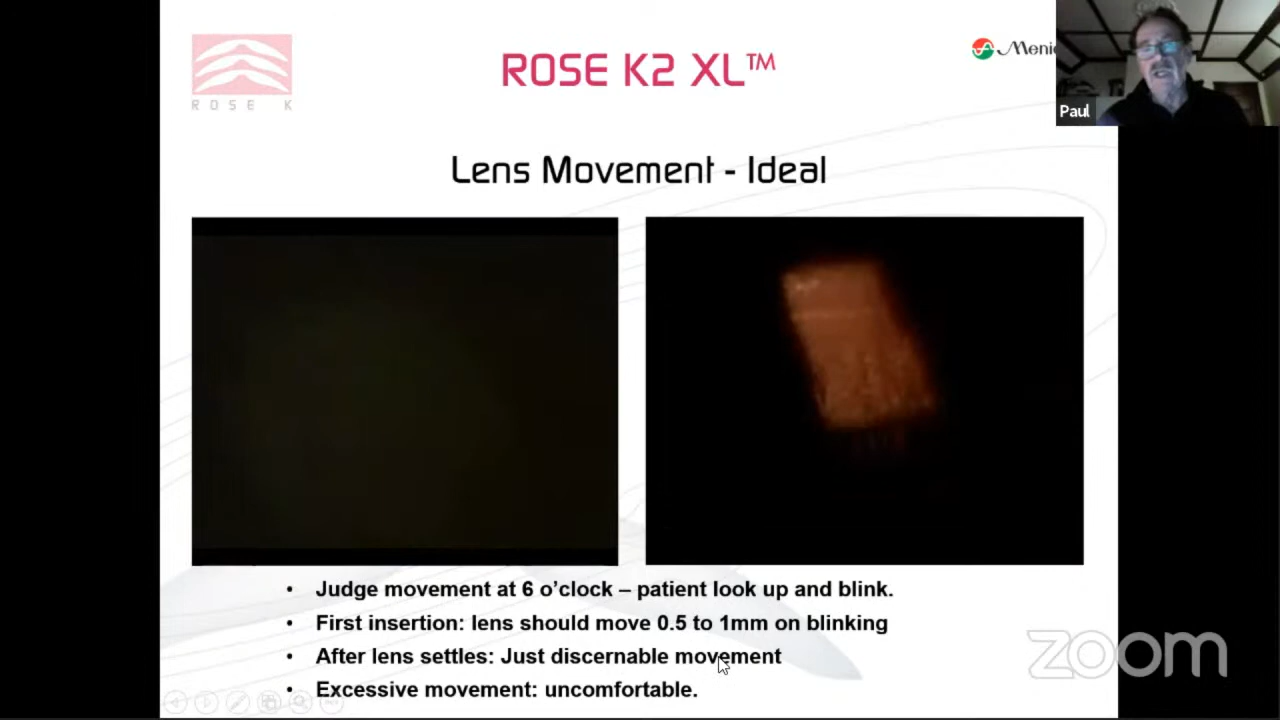 ROSE K
ROSE K2 XL™
Paul
Lens Movement - Ideal
• Judge movement at 6 o’clock – patient look up and blink.
• First insertion: lens should move 0.5 to 1mm on blinking
• After lens settles: Just discernable movement
• Excessive movement: uncomfortable.
zoom